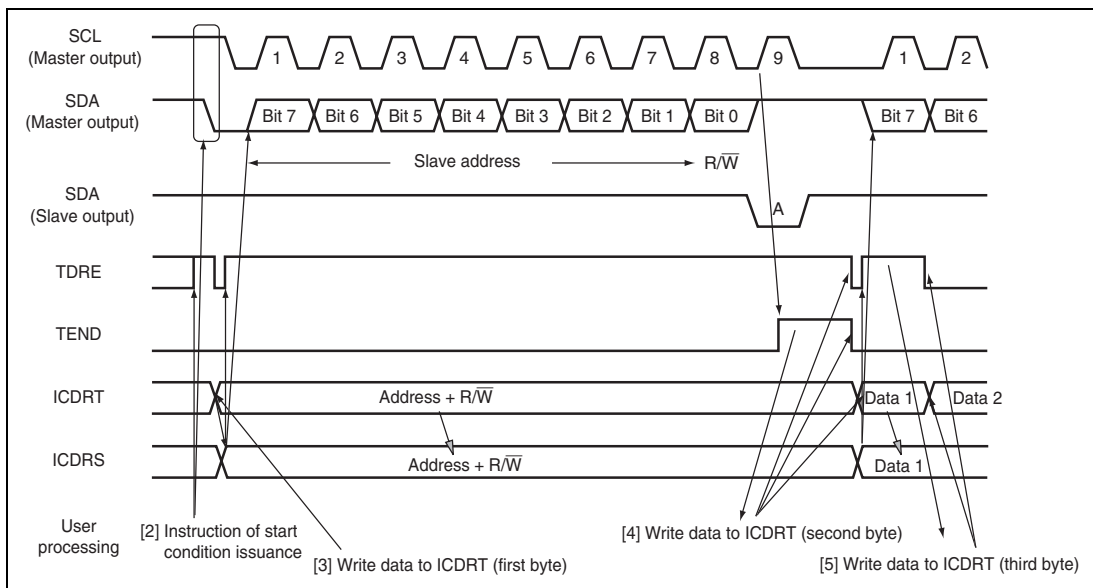 SCL
(Master output)
1 2 3 4 5 6 7 8 9 1 2
SDA
(Master output)
Bit 7 Bit 6 Bit 5 Bit 4 Bit 3 Bit 2 Bit 1 Bit 0 Bit 7 Bit 6
Slave address R/W̅
SDA
(Slave output)
A
TDRE
TEND
ICDRT
Address + R/W̅ Data 1 Data 2
ICDRS
Address + R/W̅ Data 1
User
processing
[2] Instruction of start
condition issuance
[3] Write data to ICDRT (first byte)
[4] Write data to ICDRT (second byte)
[5] Write data to ICDRT (third byte)